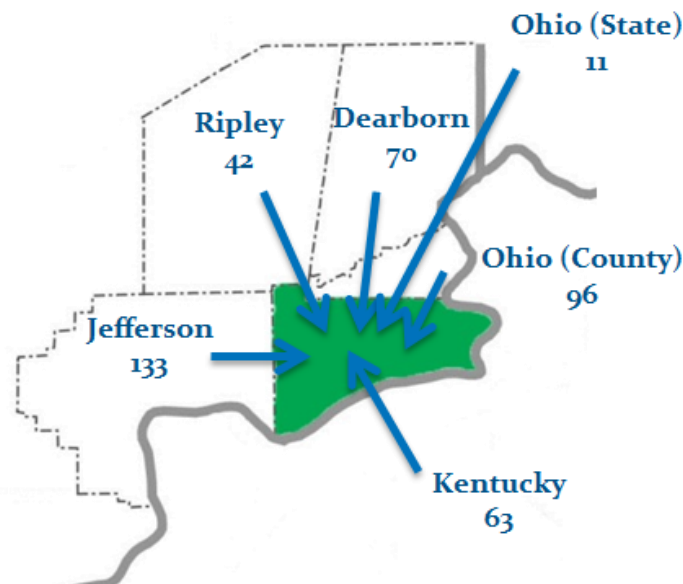 Ohio (State)
11
Ripley
42
Dearborn
70
Ohio (County)
96
Jefferson
133
Kentucky
63